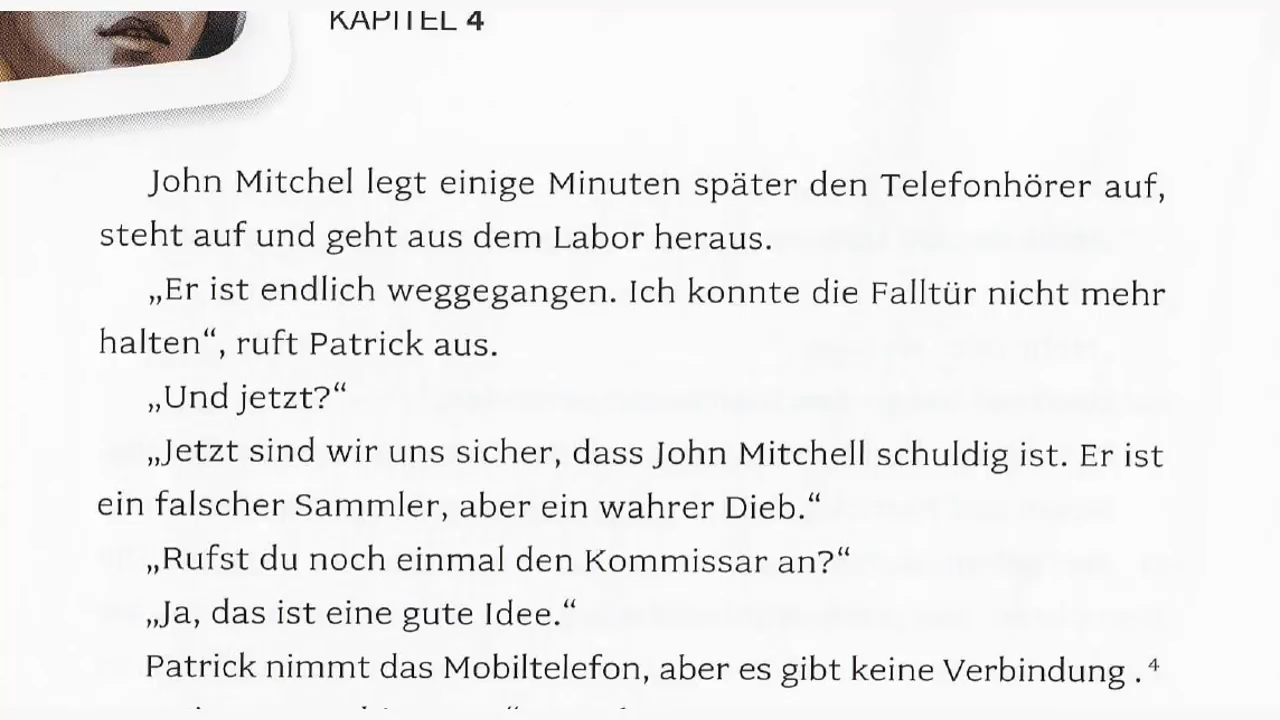 KAPITEL 4
John Mitchel legt einige Minuten später den Telefonhörer auf,
steht auf und geht aus dem Labor heraus.
„Er ist endlich weggegangen. Ich konnte die Falltür nicht mehr
halten“, ruft Patrick aus.
„Und jetzt?“
„Jetzt sind wir uns sicher, dass John Mitchell schuldig ist. Er ist
ein falscher Sammler, aber ein wahrer Dieb.“
„Rufst du noch einmal den Kommissar an?“
„Ja, das ist eine gute Idee.“
Patrick nimmt das Mobiltelefon, aber es gibt keine Verbindung .⁴